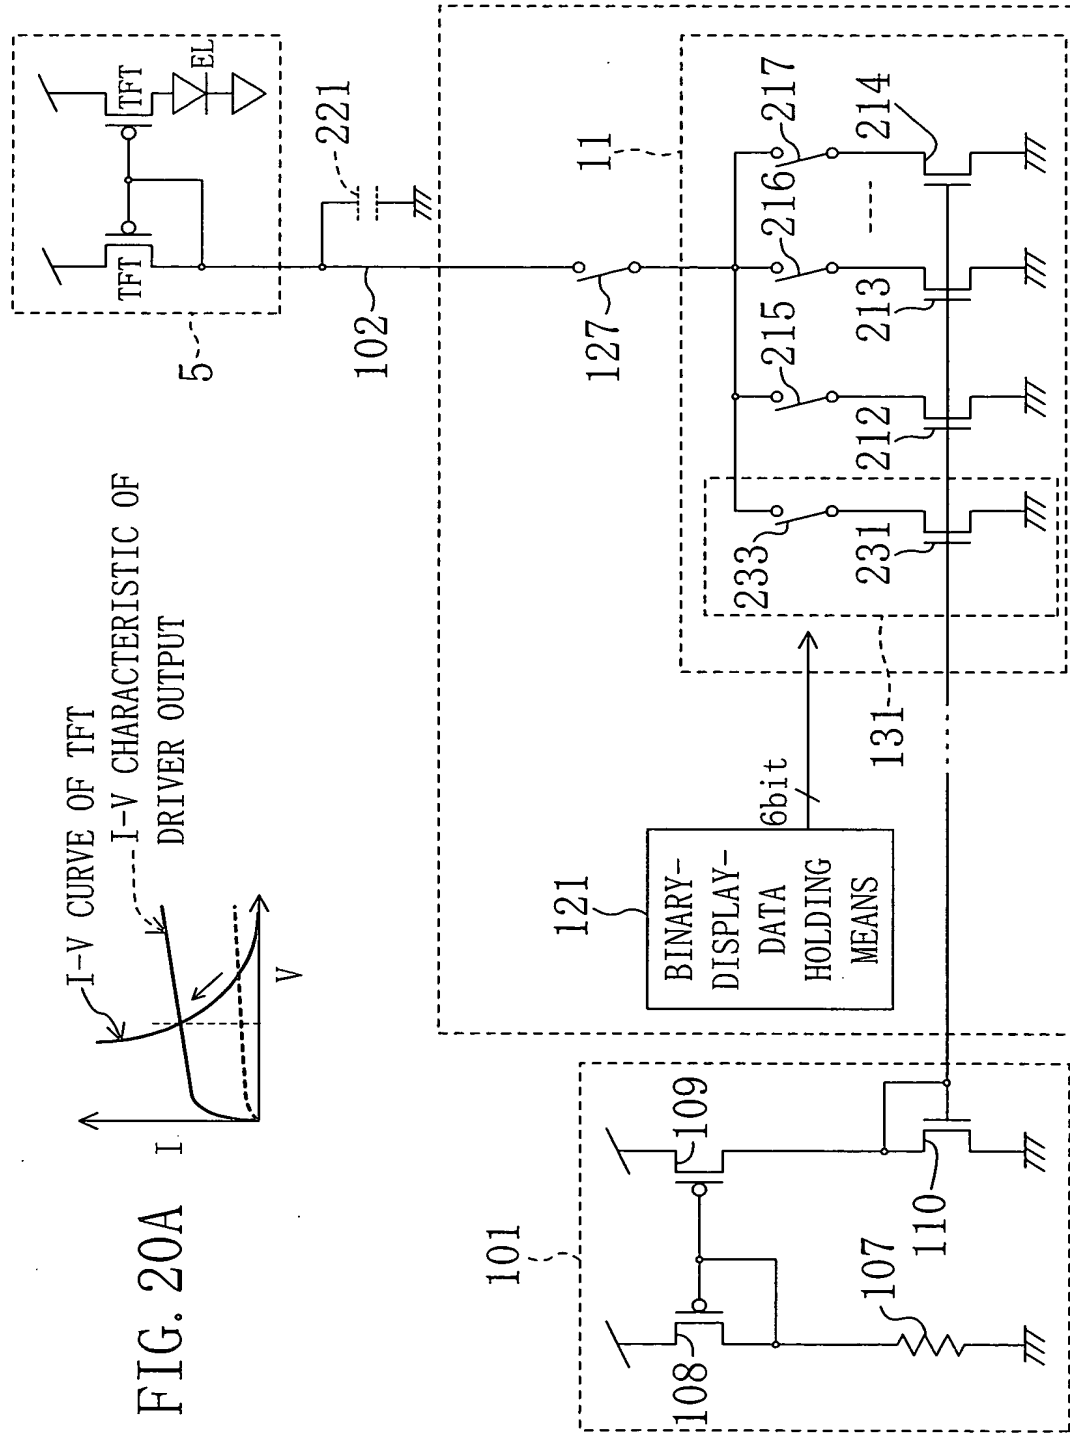 FIG. 20A
I
V
I-V CURVE OF TFT
I-V CHARACTERISTIC OF
DRIVER OUTPUT
5
TFT
TFT
EL
221
102
127
11
101
108
109
107
110
121
BINARY-
DISPLAY-
DATA
HOLDING
MEANS
6bit
131
233
231
215
212
216
213
217
214